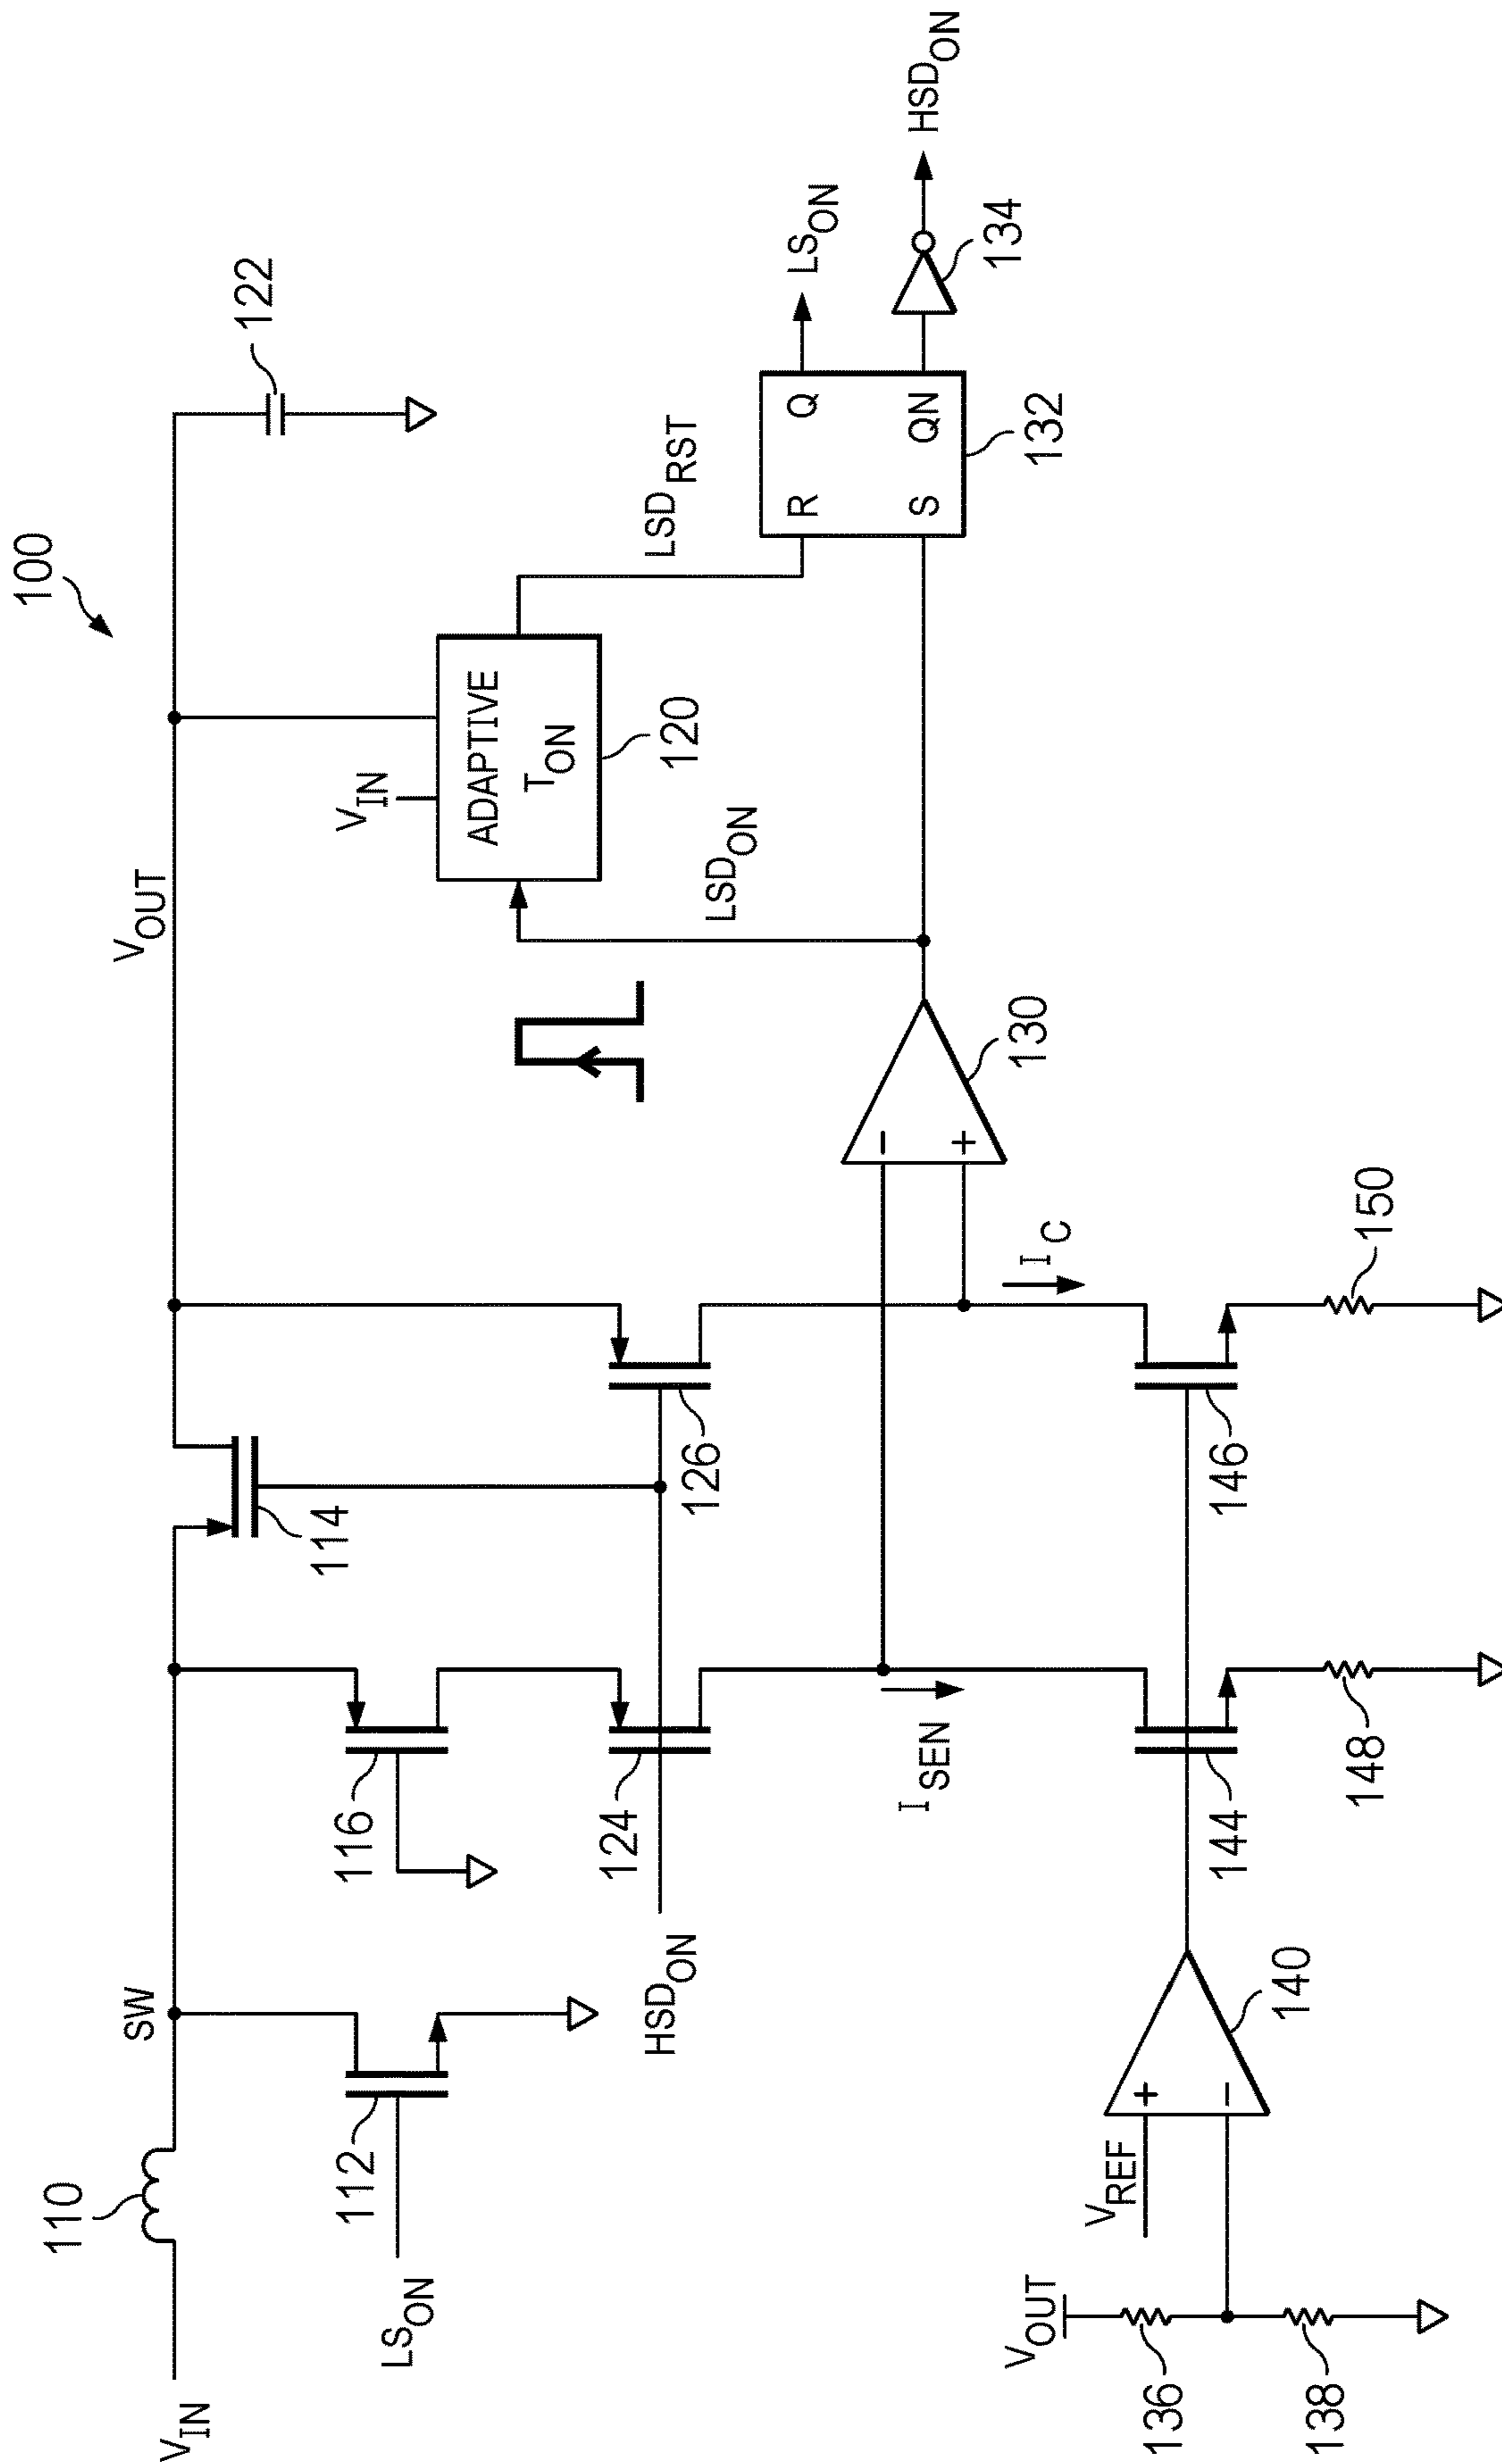 100
V_OUT
110
SW
V_IN
122
114
116
112
LS_ON
V_IN
ADAPTIVE
T_ON
120
LSD_RST
LSD_ON
124
126
HSD_ON
R Q
S QN
132
LS_ON
HSD_ON
134
−
+
130
I_SEN
I_C
V_OUT
136
138
V_REF
+
−
140
144
146
148
150